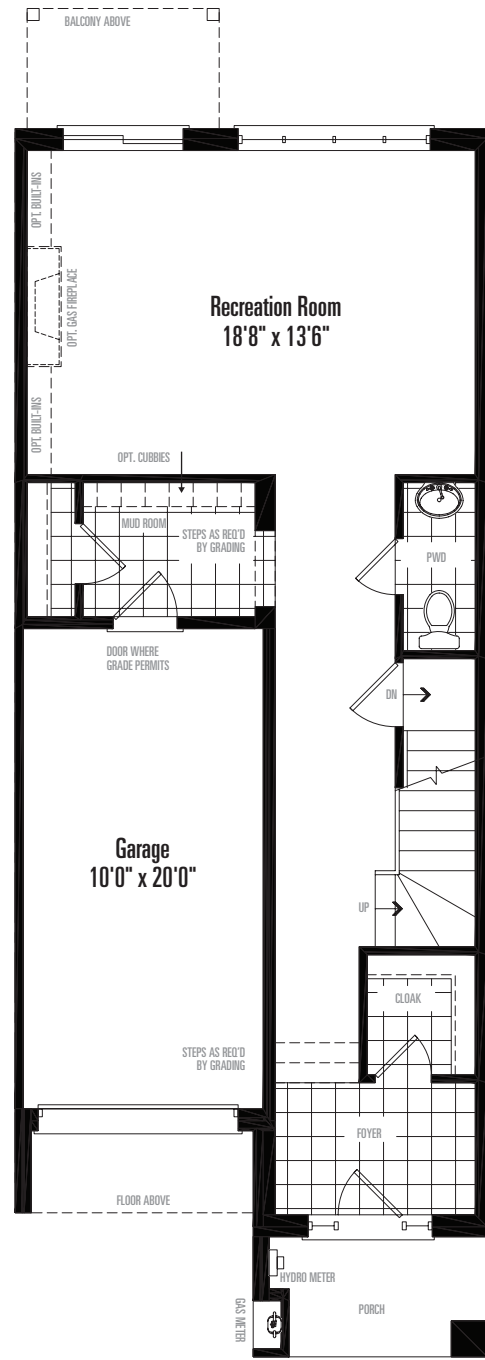 BALCONY ABOVE
OPT. BUILT-INS
OPT. GAS FIREPLACE
Recreation Room
18'8" x 13'6"
OPT. BUILT-INS
OPT. CUBBIES
MUD ROOM
STEPS AS REQ'D
BY GRADING
PWD
DOOR WHERE
GRADE PERMITS
DN
Garage
10'0" x 20'0"
UP
CLOAK
STEPS AS REQ'D
BY GRADING
FOYER
FLOOR ABOVE
HYDRO METER
GAS METER
PORCH